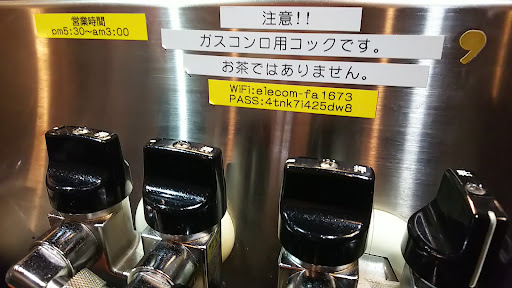 営業時間
pm5:30～am3:00
注意!!
ガスコンロ用コックです。
お茶ではありません。
WiFi:elecom-fa1673
PASS:4tnk7i425dw8